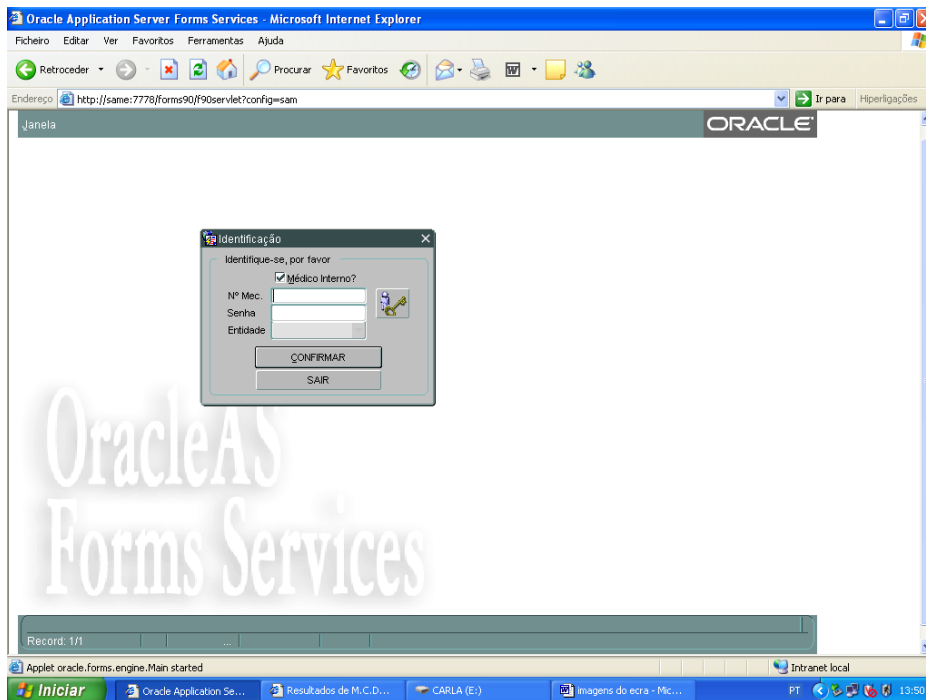 Oracle Application Server Forms Services - Microsoft Internet Explorer
Ficheiro Editar Ver Favoritos Ferramentas Ajuda
Retroceder Procurar Favoritos
Endereço http://same:7778/forms90/f90servlet?config=sam Ir para Hiperligações
Janela ORACLE
Identificação
Identifique-se, por favor
Médico Interno?
Nº Mec.
Senha
Entidade
CONFIRMAR
SAIR
OracleAS
Forms Services
Record: 1/1 ...
Applet oracle.forms.engine.Main started Intranet local
Iniciar Oracle Application Se... Resultados de M.C.D... CARLA (E:) imagens do ecra - Mic... PT 13:50